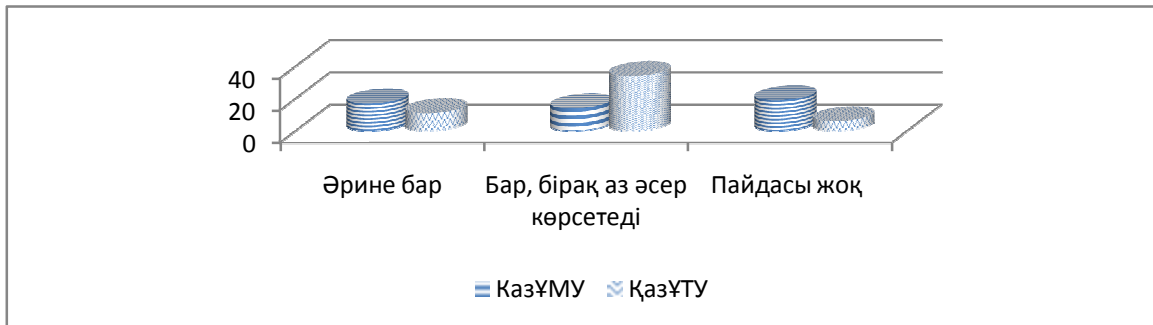 40
20
0
Әрине бар
Бар, бірақ аз әсер
көрсетеді
Пайдасы жоқ
КазҰМУ
ҚазҰТУ